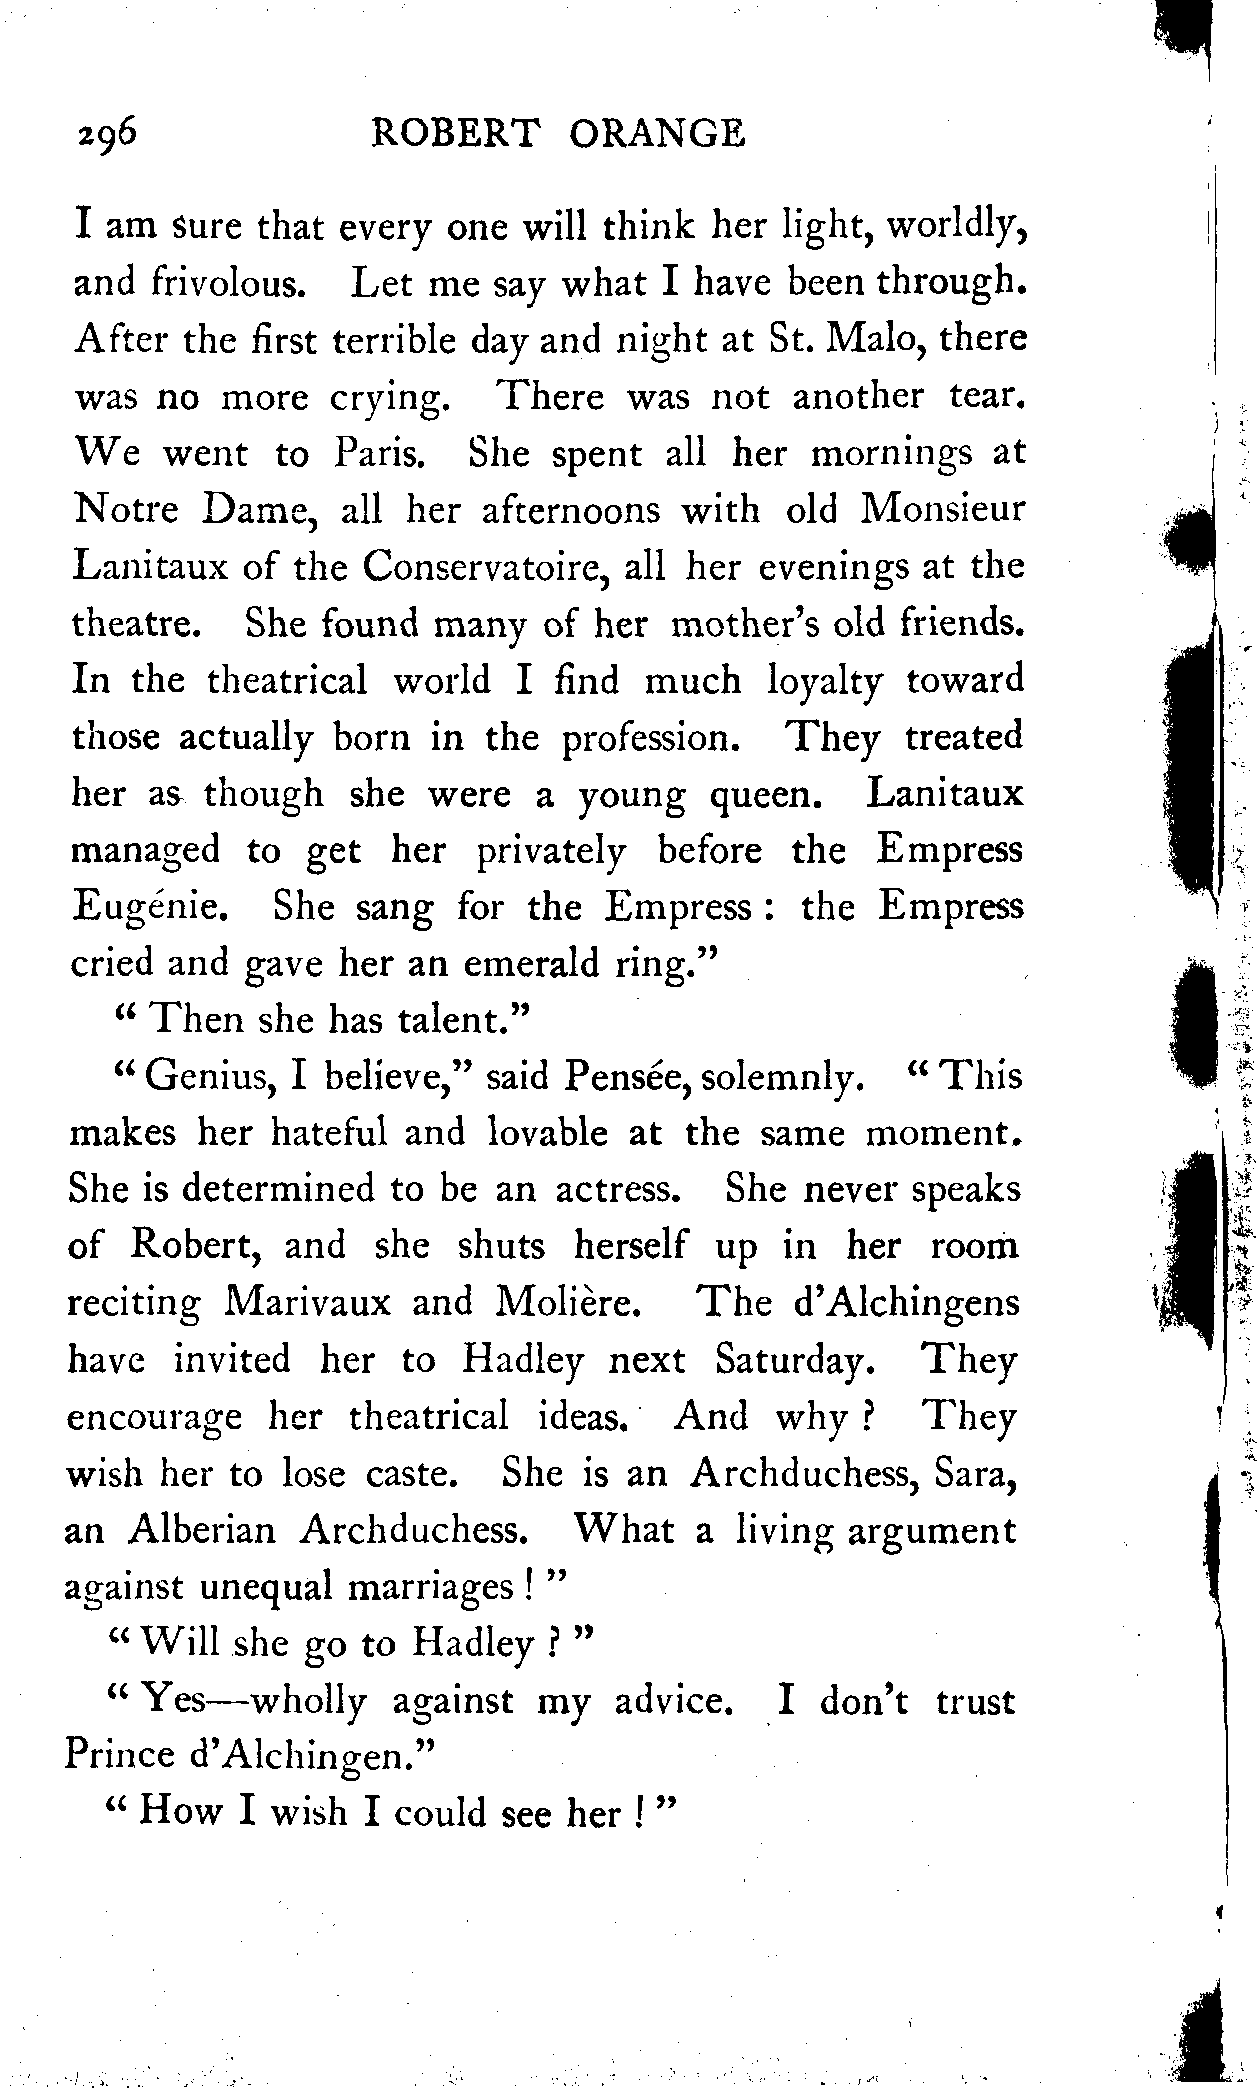 296 ROBERT ORANGE
I am sure that every one will think her light, worldly,
and frivolous. Let me say what I have been through.
After the first terrible day and night at St. Malo, there
was no more crying. There was not another tear.
We went to Paris. She spent all her mornings at
Notre Dame, all her afternoons with old Monsieur
Lanitaux of the Conservatoire, all her evenings at the
theatre. She found many of her mother's old friends.
In the theatrical world I find much loyalty toward
those actually born in the profession. They treated
her as though she were a young queen. Lanitaux
managed to get her privately before the Empress
Eugénie. She sang for the Empress : the Empress
cried and gave her an emerald ring."
" Then she has talent."
" Genius, I believe," said Pensée, solemnly. " This
makes her hateful and lovable at the same moment.
She is determined to be an actress. She never speaks
of Robert, and she shuts herself up in her room
reciting Marivaux and Molière. The d'Alchingens
have invited her to Hadley next Saturday. They
encourage her theatrical ideas. And why ? They
wish her to lose caste. She is an Archduchess, Sara,
an Alberian Archduchess. What a living argument
against unequal marriages ! "
" Will she go to Hadley ? "
" Yes—wholly against my advice. I don't trust
Prince d'Alchingen."
" How I wish I could see her ! "